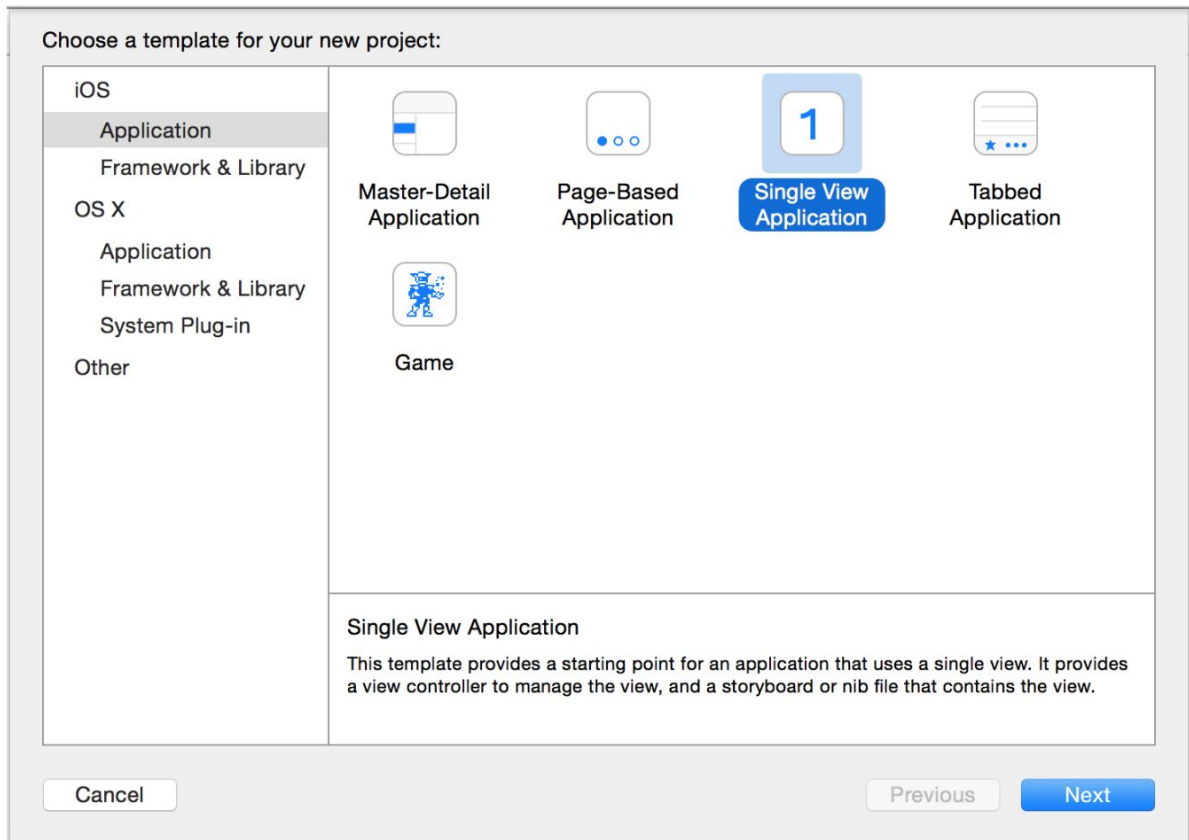 Choose a template for your new project:
iOS
Application
Framework & Library
OS X
Application
Framework & Library
System Plug-in
Other
Master-Detail
Application
Page-Based
Application
1
Single View
Application
Tabbed
Application
Game
Single View Application
This template provides a starting point for an application that uses a single view. It provides
a view controller to manage the view, and a storyboard or nib file that contains the view.
Cancel
Previous
Next